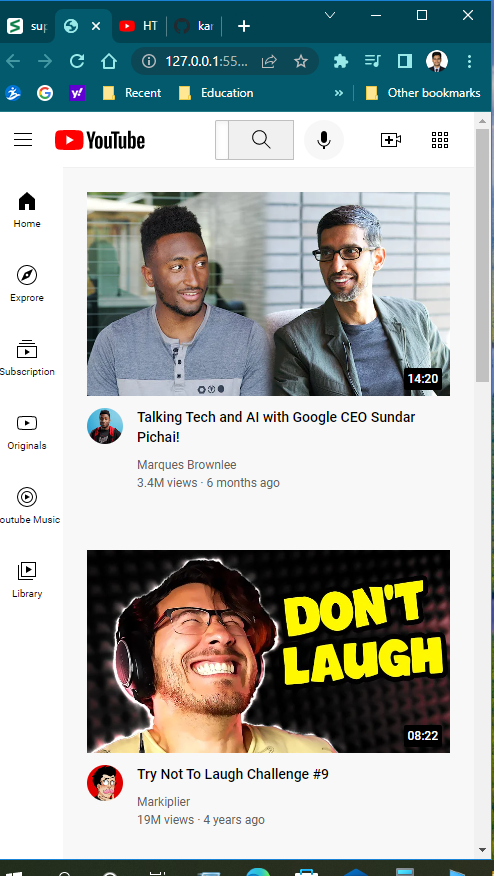 sup
HT
kar
127.0.0.1:55...
Recent
Education
»
Other bookmarks
YouTube
Home
Exprore
Subscription
Originals
outube Music
Library
14:20
Talking Tech and AI with Google CEO Sundar
Pichai!
Marques Brownlee
3.4M views · 6 months ago
DON'T
LAUGH
08:22
Try Not To Laugh Challenge #9
Markiplier
19M views · 4 years ago